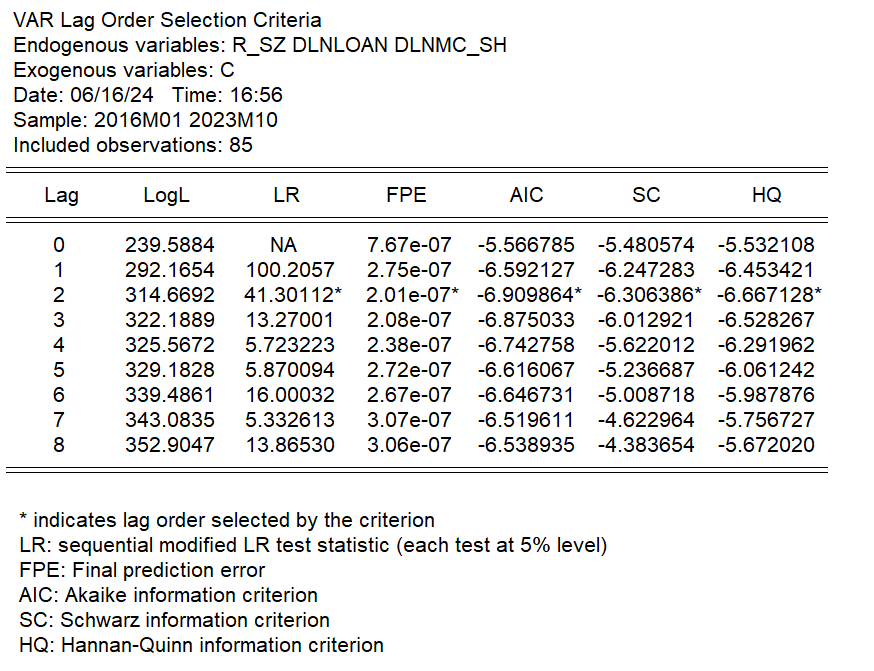 VAR Lag Order Selection Criteria
Endogenous variables: R_SZ DLNLOAN DLNMC_SH
Exogenous variables: C
Date: 06/16/24 Time: 16:56
Sample: 2016M01 2023M10
Included observations: 85
Lag LogL LR FPE AIC SC HQ
0 239.5884 NA 7.67e-07 -5.566785 -5.480574 -5.532108
1 292.1654 100.2057 2.75e-07 -6.592127 -6.247283 -6.453421
2 314.6692 41.30112* 2.01e-07* -6.909864* -6.306386* -6.667128*
3 322.1889 13.27001 2.08e-07 -6.875033 -6.012921 -6.528267
4 325.5672 5.723223 2.38e-07 -6.742758 -5.622012 -6.291962
5 329.1828 5.870094 2.72e-07 -6.616067 -5.236687 -6.061242
6 339.4861 16.00032 2.67e-07 -6.646731 -5.008718 -5.987876
7 343.0835 5.332613 3.07e-07 -6.519611 -4.622964 -5.756727
8 352.9047 13.86530 3.06e-07 -6.538935 -4.383654 -5.672020
* indicates lag order selected by the criterion
LR: sequential modified LR test statistic (each test at 5% level)
FPE: Final prediction error
AIC: Akaike information criterion
SC: Schwarz information criterion
HQ: Hannan-Quinn information criterion